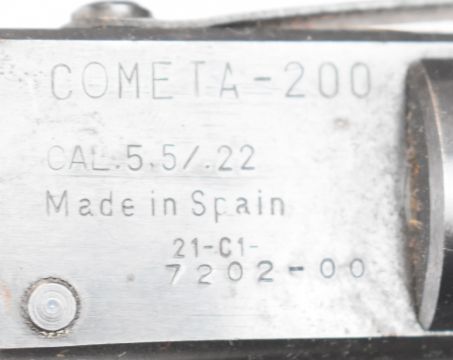 COMETA-200
CAL.5,5/.22
Made in Spain
21-C1-
7202-00